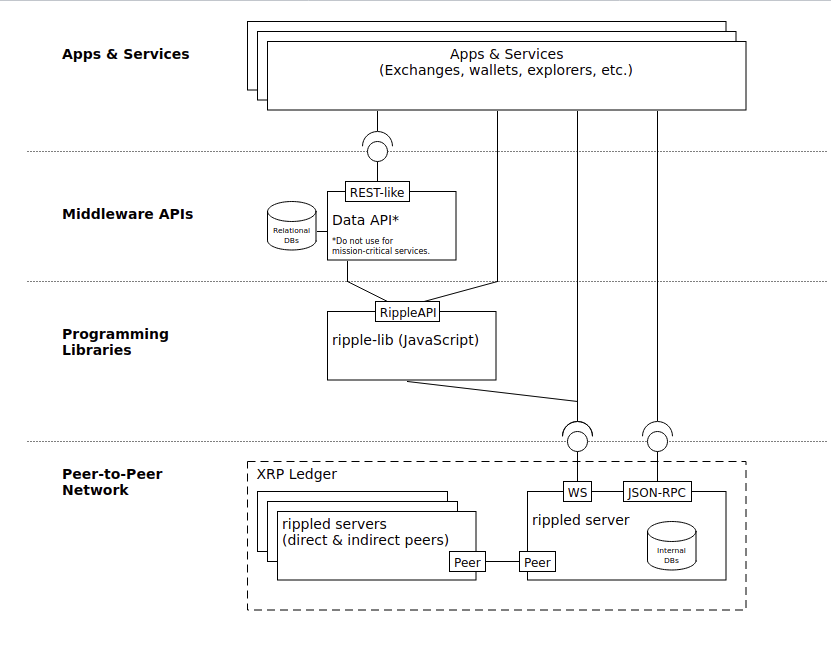 Apps & Services
Apps & Services
(Exchanges, wallets, explorers, etc.)
Middleware APIs
REST-like
Data API*
*Do not use for
mission-critical services.
Relational
DBs
Programming
Libraries
RippleAPI
ripple-lib (JavaScript)
Peer-to-Peer
Network
XRP Ledger
rippled servers
(direct & indirect peers)
Peer
Peer
WS
JSON-RPC
rippled server
Internal
DBs